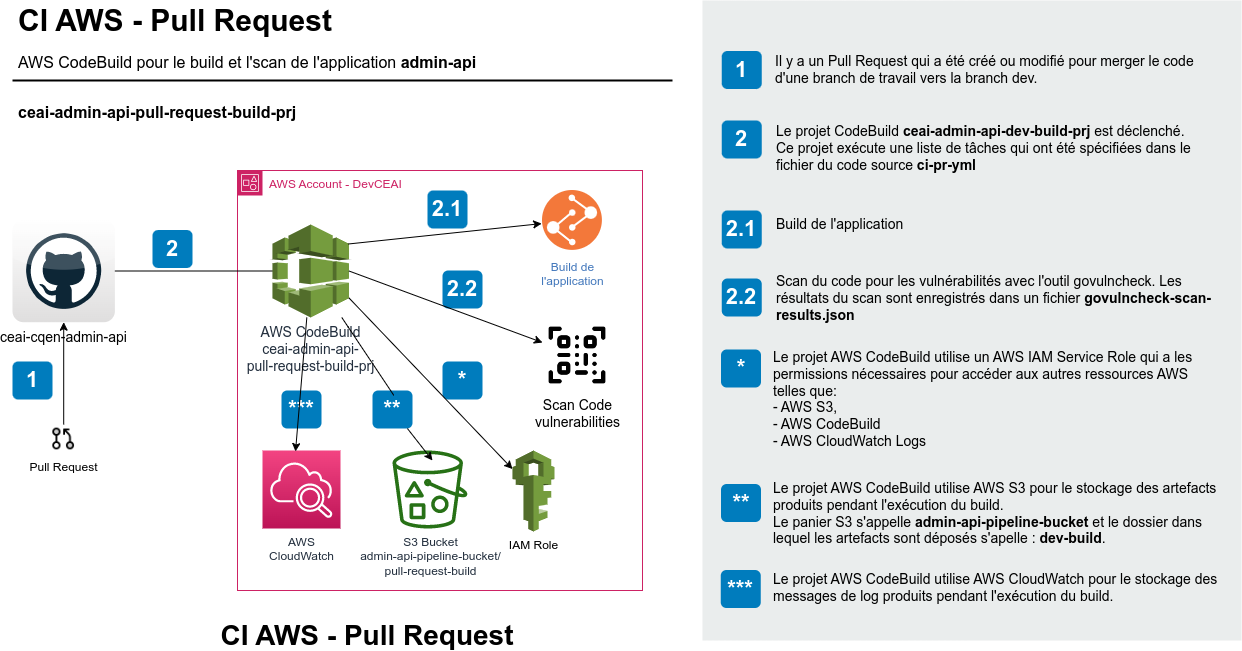 CI AWS - Pull Request
AWS CodeBuild pour le build et l'scan de l'application admin-api
ceai-admin-api-pull-request-build-prj
AWS Account - DevCEAI
2.1
2
Build de
l'application
2.2
AWS CodeBuild
ceai-admin-api-
pull-request-build-prj
ceai-cqen-admin-api
1
Pull Request
*
**
***
Scan Code
vulnerabilities
AWS
CloudWatch
S3 Bucket
admin-api-pipeline-bucket/
pull-request-build
IAM Role
CI AWS - Pull Request
1
Il y a un Pull Request qui a été créé ou modifié pour merger le code
d'une branch de travail vers la branch dev.
2
Le projet CodeBuild ceai-admin-api-dev-build-prj est déclenché.
Ce projet exécute une liste de tâches qui ont été spécifiées dans le
fichier du code source ci-pr-yml
2.1
Build de l'application
2.2
Scan du code pour les vulnérabilités avec l'outil govulncheck. Les
résultats du scan sont enregistrés dans un fichier govulncheck-scan-
results.json
*
Le projet AWS CodeBuild utilise un AWS IAM Service Role qui a les
permissions nécessaires pour accéder aux autres ressources AWS
telles que:
- AWS S3,
- AWS CodeBuild
- AWS CloudWatch Logs
**
Le projet AWS CodeBuild utilise AWS S3 pour le stockage des artefacts
produits pendant l'exécution du build.
Le panier S3 s'appelle admin-api-pipeline-bucket et le dossier dans
lequel les artefacts sont déposés s'apelle : dev-build.
***
Le projet AWS CodeBuild utilise AWS CloudWatch pour le stockage des
messages de log produits pendant l'exécution du build.